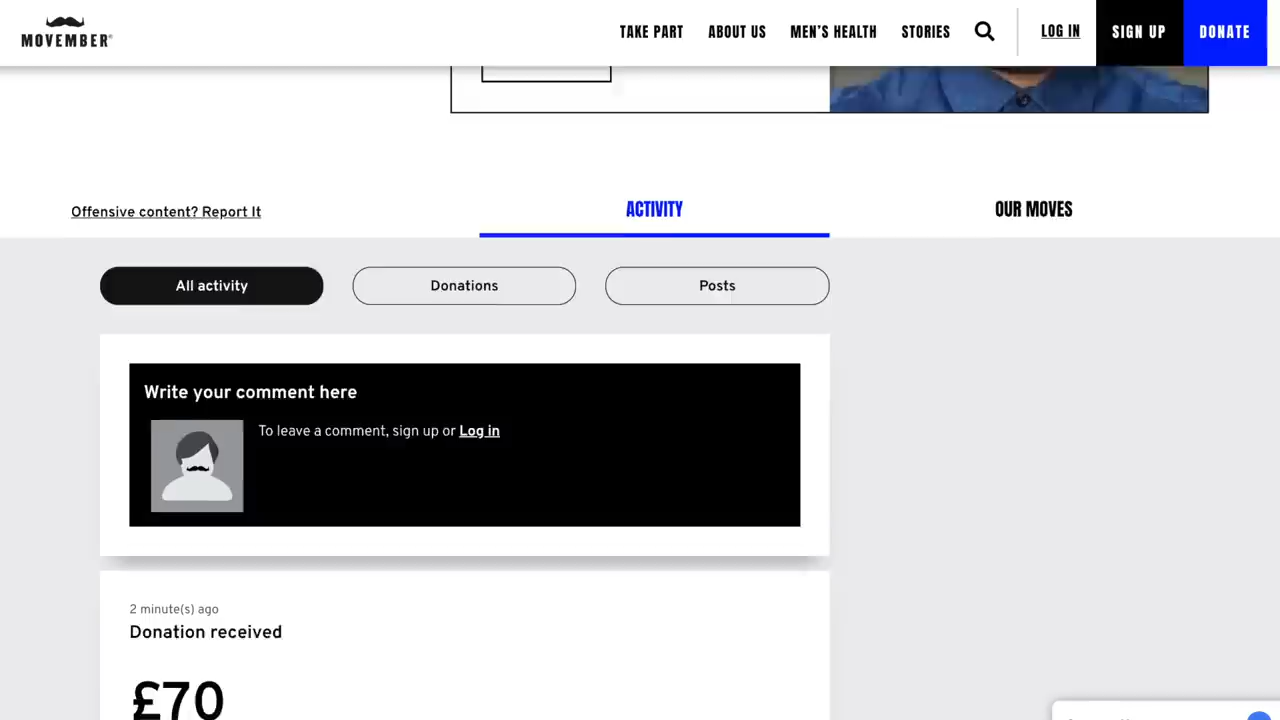 MOVEMBER®
TAKE PART ABOUT US MEN'S HEALTH STORIES LOG IN SIGN UP DONATE
Offensive content? Report It
ACTIVITY
OUR MOVES
All activity
Donations
Posts
Write your comment here
To leave a comment, sign up or Log in
2 minute(s) ago
Donation received
£70